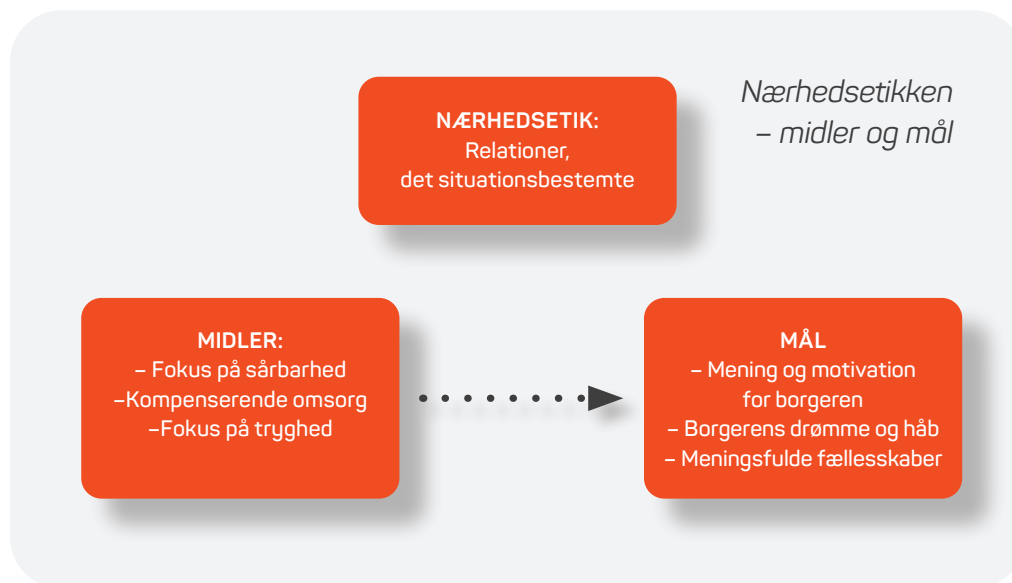 Nærhedsetikken
– midler og mål
NÆRHEDSETIK:
Relationer,
det situationsbestemte
MIDLER:
– Fokus på sårbarhed
–Kompenserende omsorg
–Fokus på tryghed
MÅL
– Mening og motivation
for borgeren
– Borgerens drømme og håb
– Meningsfulde fællesskaber